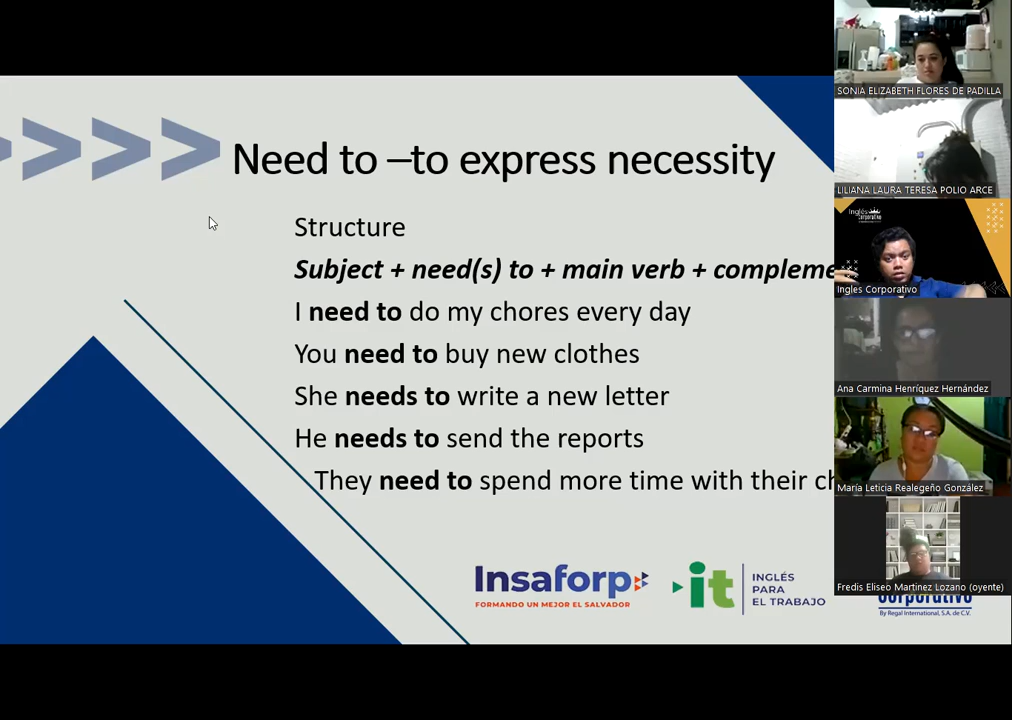 Need to –to express necessity
Structure
Subject + need(s) to + main verb + compleme
I need to do my chores every day
You need to buy new clothes
She needs to write a new letter
He needs to send the reports
They need to spend more time with their ch
Insaforp
FORMANDO UN MEJOR EL SALVADOR
it
INGLÉS
PARA
EL TRABAJO
Corporativo
By Regal International, S.A. de C.V.
SONIA ELIZABETH FLORES DE PADILLA
LILIANA LAURA TERESA POLIO ARCE
Inglés
corporativo
Ingles Corporativo
Ana Carmina Henríquez Hernández
María Leticia Realegeño González
Fredis Eliseo Martinez Lozano (oyente)